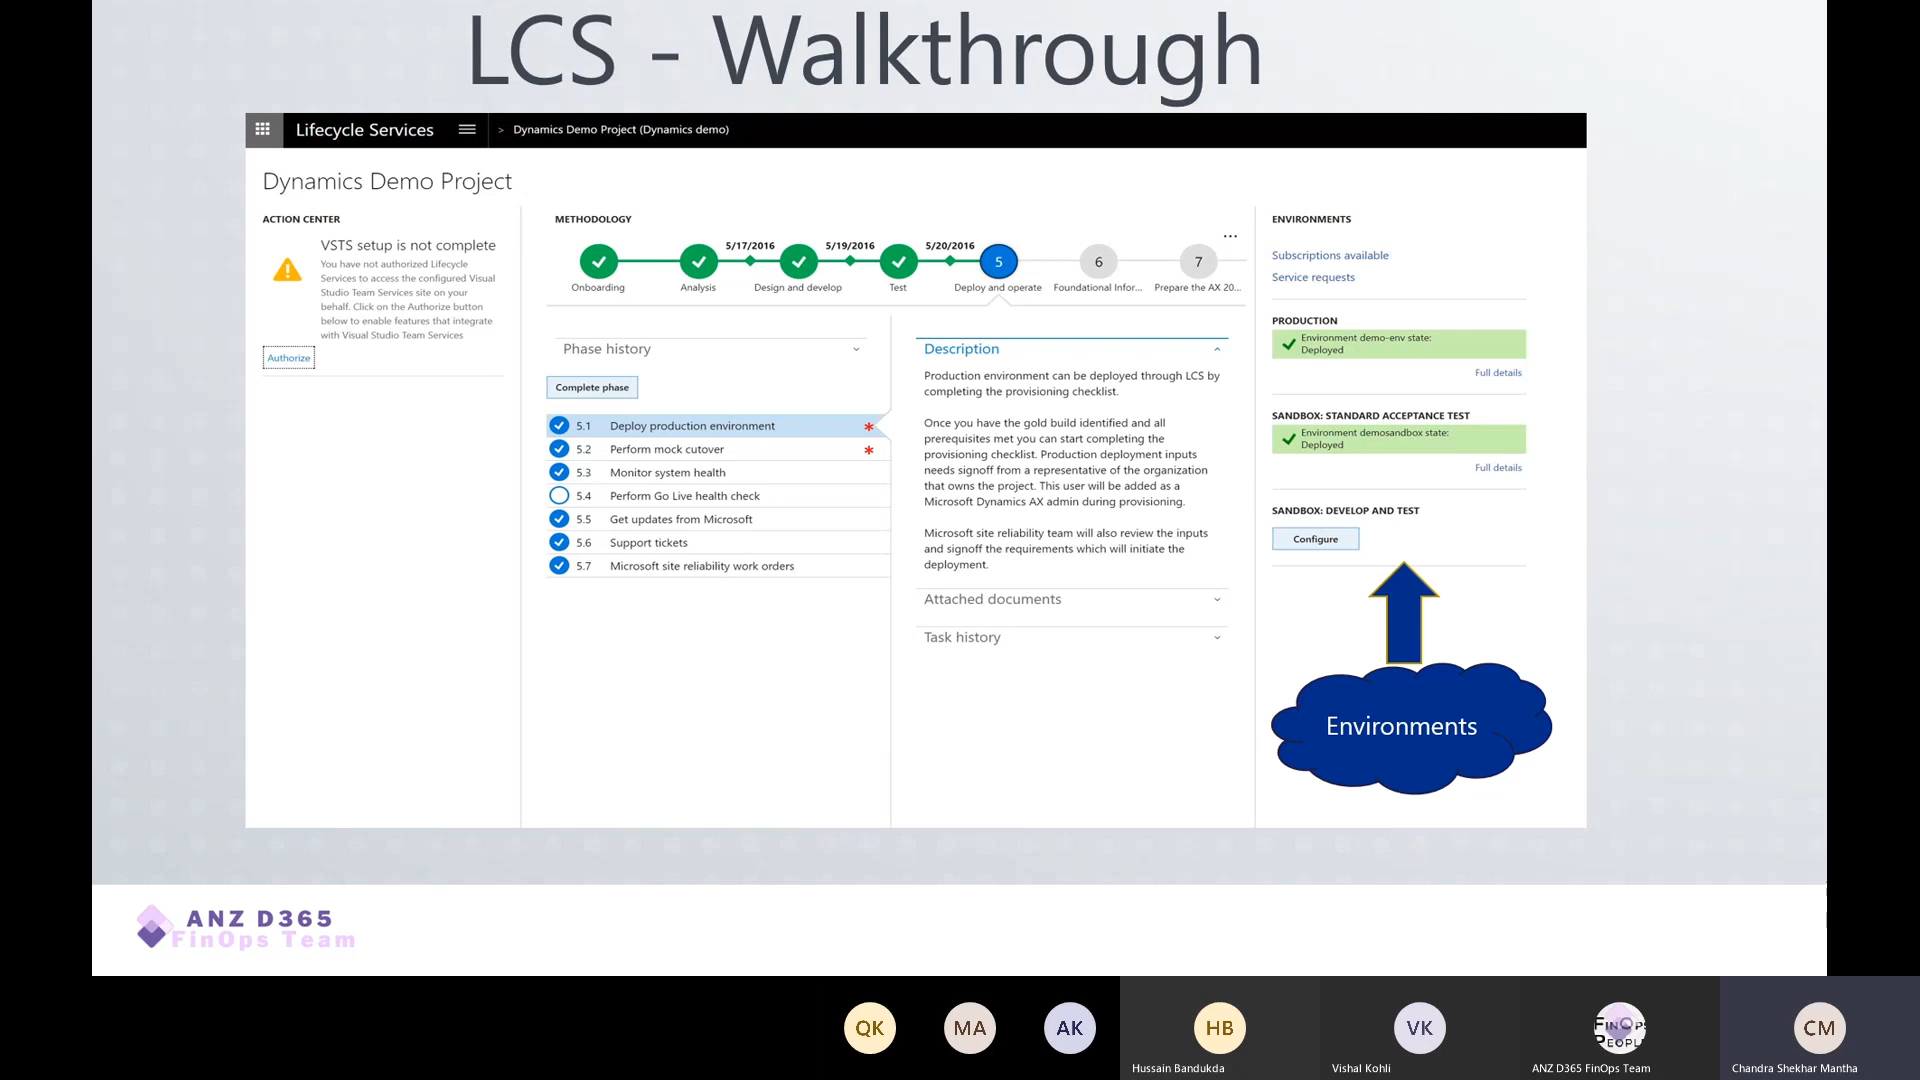 LCS - Walkthrough
Lifecycle Services
> Dynamics Demo Project (Dynamics demo)
Dynamics Demo Project
ACTION CENTER
VSTS setup is not complete
You have not authorized Lifecycle
Services to access the configured Visual
Studio Team Services site on your
behalf. Click on the Authorize button
below to enable features that integrate
with Visual Studio Team Services
Authorize
METHODOLOGY
...
5/17/2016
5/19/2016
5/20/2016
5
6
7
Onboarding
Analysis
Design and develop
Test
Deploy and operate
Foundational Infor...
Prepare the AX 20...
Phase history
Complete phase
5.1 Deploy production environment *
5.2 Perform mock cutover *
5.3 Monitor system health
5.4 Perform Go Live health check
5.5 Get updates from Microsoft
5.6 Support tickets
5.7 Microsoft site reliability work orders
Description
Production environment can be deployed through LCS by
completing the provisioning checklist.
Once you have the gold build identified and all
prerequisites met you can start completing the
provisioning checklist. Production deployment inputs
needs signoff from a representative of the organization
that owns the project. This user will be added as a
Microsoft Dynamics AX admin during provisioning.
Microsoft site reliability team will also review the inputs
and signoff the requirements which will initiate the
deployment.
Attached documents
Task history
ENVIRONMENTS
Subscriptions available
Service requests
PRODUCTION
Environment demo-env state:
Deployed
Full details
SANDBOX: STANDARD ACCEPTANCE TEST
Environment demosandbox state:
Deployed
Full details
SANDBOX: DEVELOP AND TEST
Configure
Environments
ANZ D365
FinOps Team
QK
MA
AK
HB
Hussain Bandukda
VK
Vishal Kohli
FINOPS
PEOPLE
ANZ D365 FinOps Team
CM
Chandra Shekhar Mantha